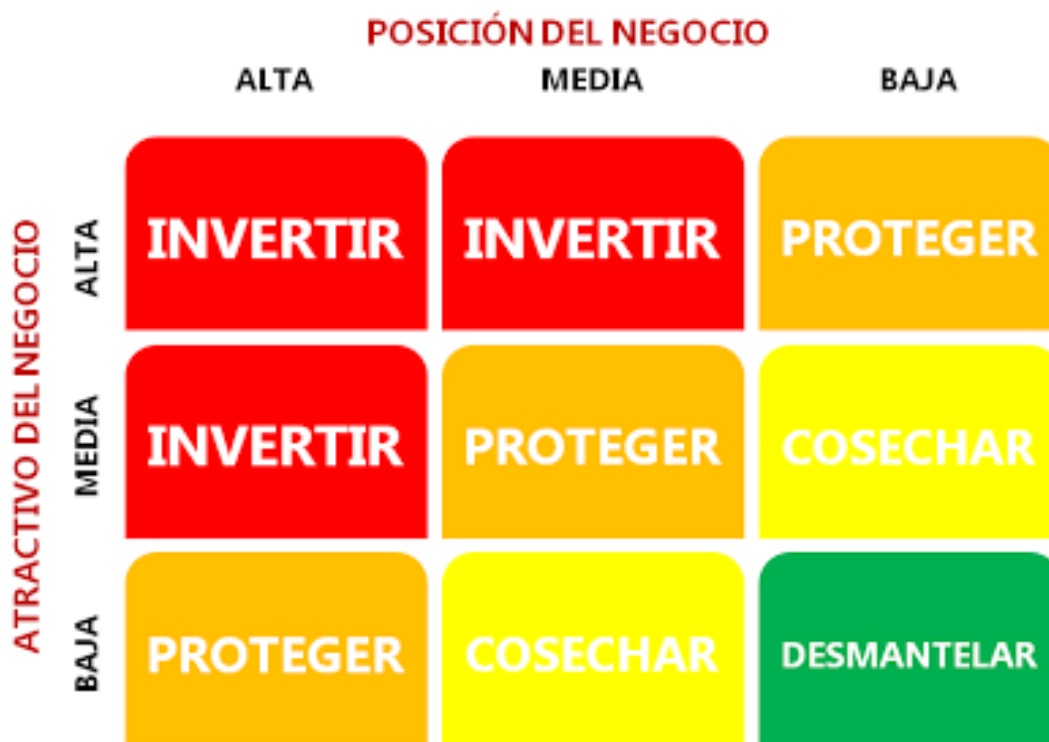 POSICIÓN DEL NEGOCIO
ALTA MEDIA BAJA
ATRACTIVO DEL NEGOCIO
ALTA
INVERTIR INVERTIR PROTEGER
MEDIA
INVERTIR PROTEGER COSECHAR
BAJA
PROTEGER COSECHAR DESMANTELAR